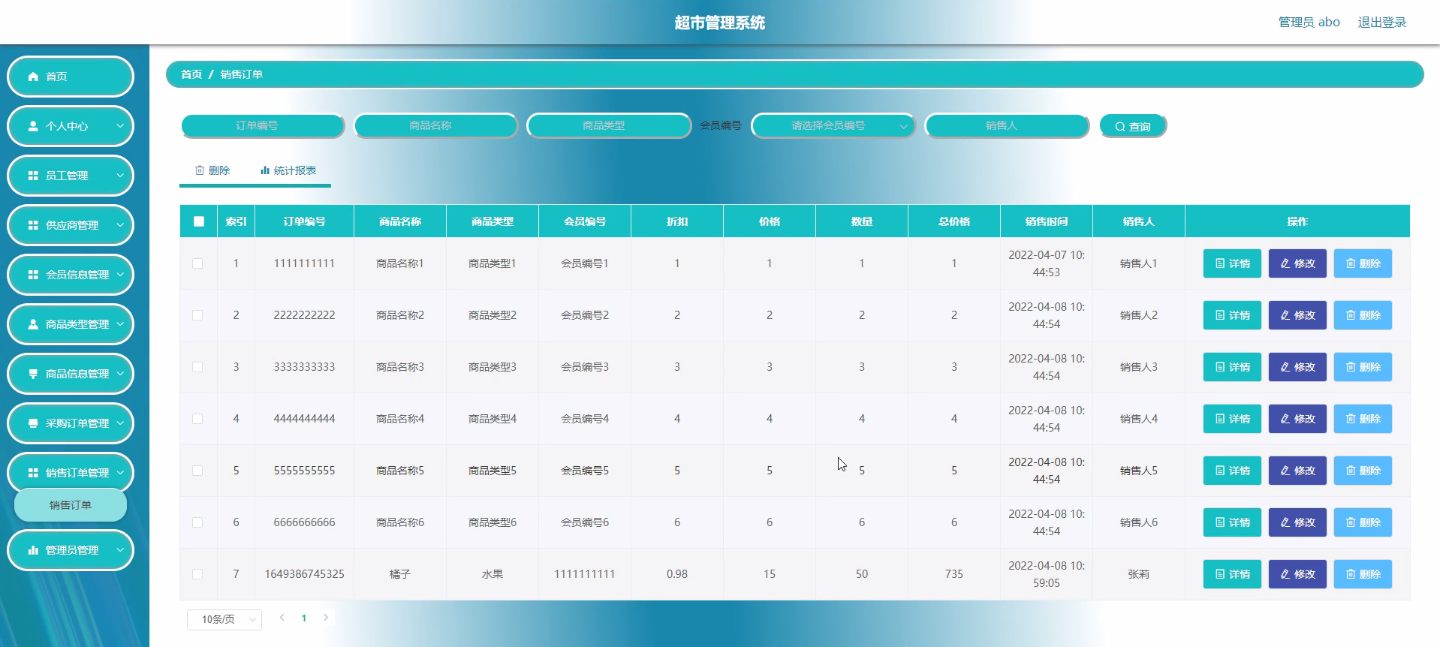 超市管理系统
管理员 abo 退出登录
首页
个人中心
员工管理
供应商管理
会员信息管理
商品类型管理
商品信息管理
采购订单管理
销售订单管理
销售订单
管理员管理
首页 / 销售订单
订单编号 商品名称 商品类型 会员编号 请选择会员编号 销售人 查询
删除 统计报表
索引 订单编号 商品名称 商品类型 会员编号 折扣 价格 数量 总价格 销售时间 销售人 操作
1 1111111111 商品名称1 商品类型1 会员编号1 1 1 1 1 2022-04-07 10:44:53 销售人1 详情 修改 删除
2 2222222222 商品名称2 商品类型2 会员编号2 2 2 2 2 2022-04-08 10:44:54 销售人2 详情 修改 删除
3 3333333333 商品名称3 商品类型3 会员编号3 3 3 3 3 2022-04-08 10:44:54 销售人3 详情 修改 删除
4 4444444444 商品名称4 商品类型4 会员编号4 4 4 4 4 2022-04-08 10:44:54 销售人4 详情 修改 删除
5 5555555555 商品名称5 商品类型5 会员编号5 5 5 5 5 2022-04-08 10:44:54 销售人5 详情 修改 删除
6 6666666666 商品名称6 商品类型6 会员编号6 6 6 6 6 2022-04-08 10:44:54 销售人6 详情 修改 删除
7 1649386745325 橘子 水果 1111111111 0.98 15 50 735 2022-04-08 10:59:05 张莉 详情 修改 删除
10条/页 1